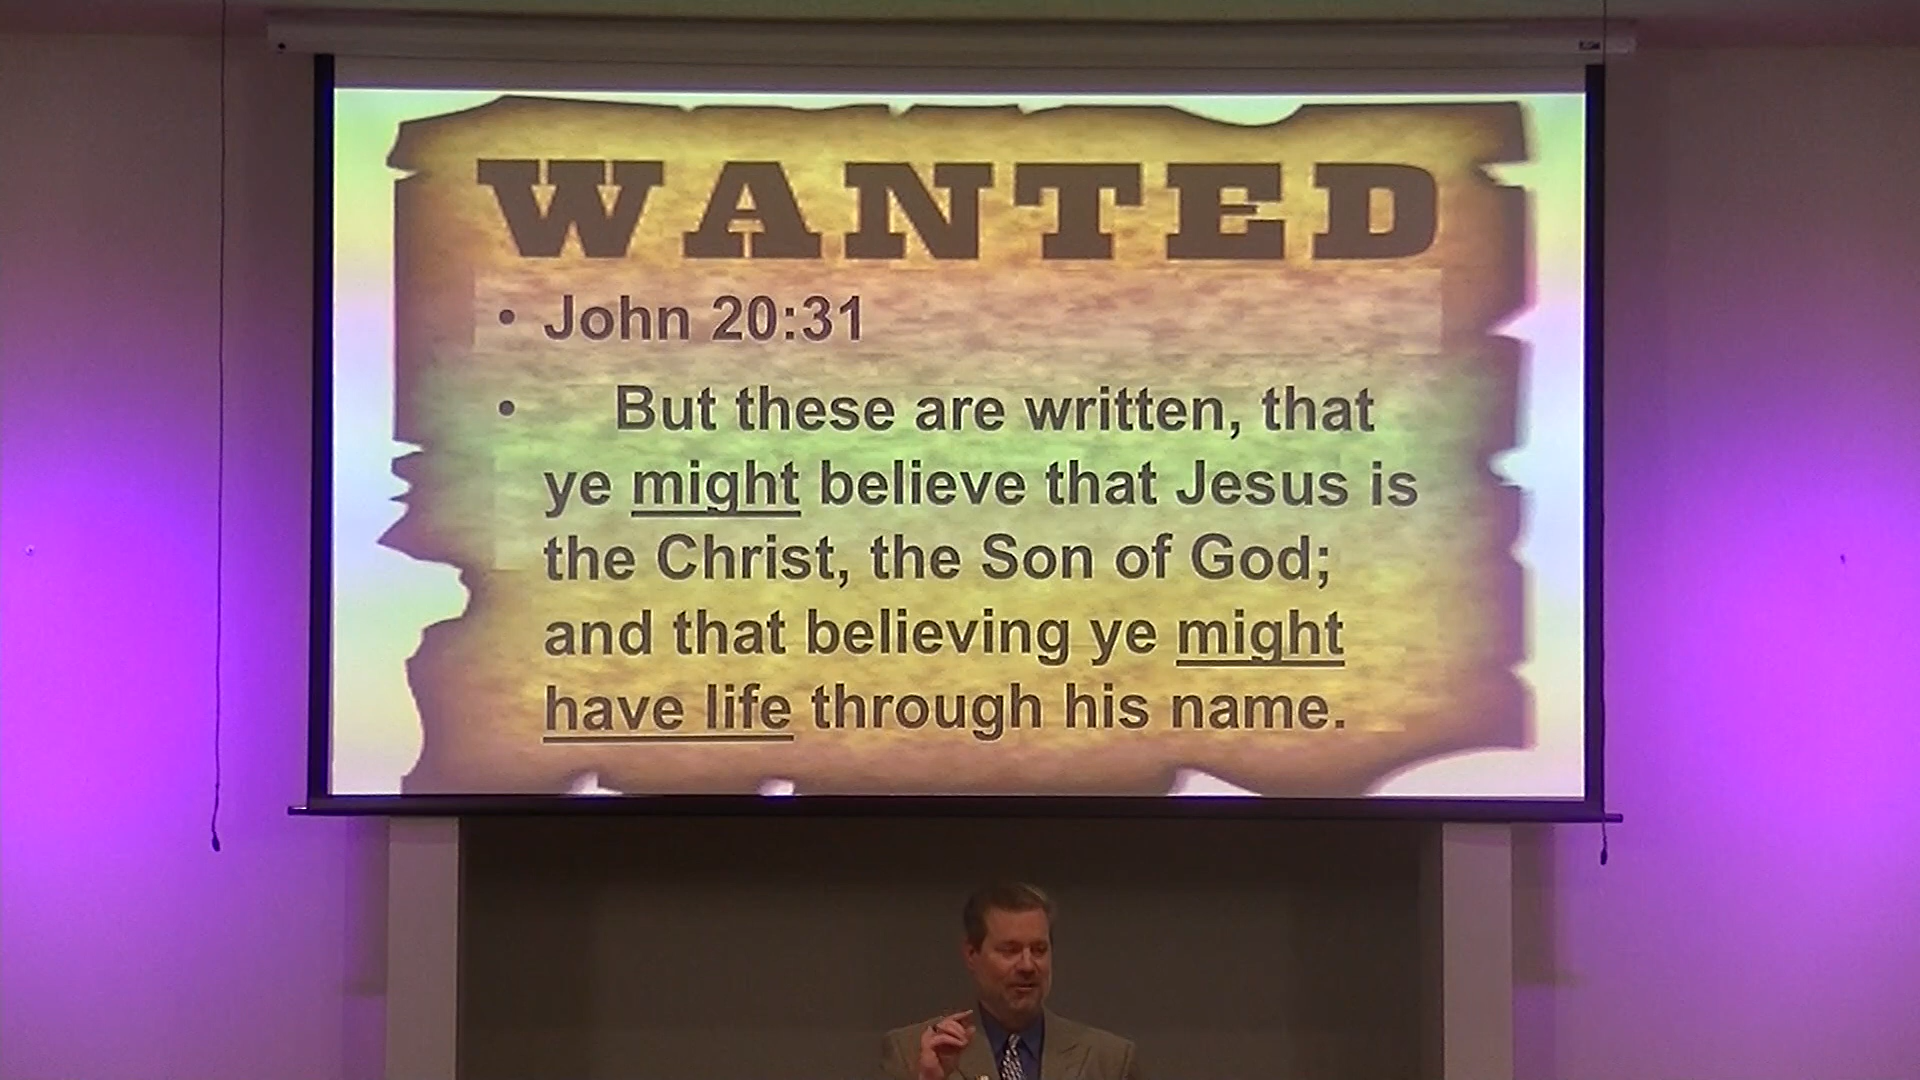 WANTED
• John 20:31
• But these are written, that
ye might believe that Jesus is
the Christ, the Son of God;
and that believing ye might
have life through his name.